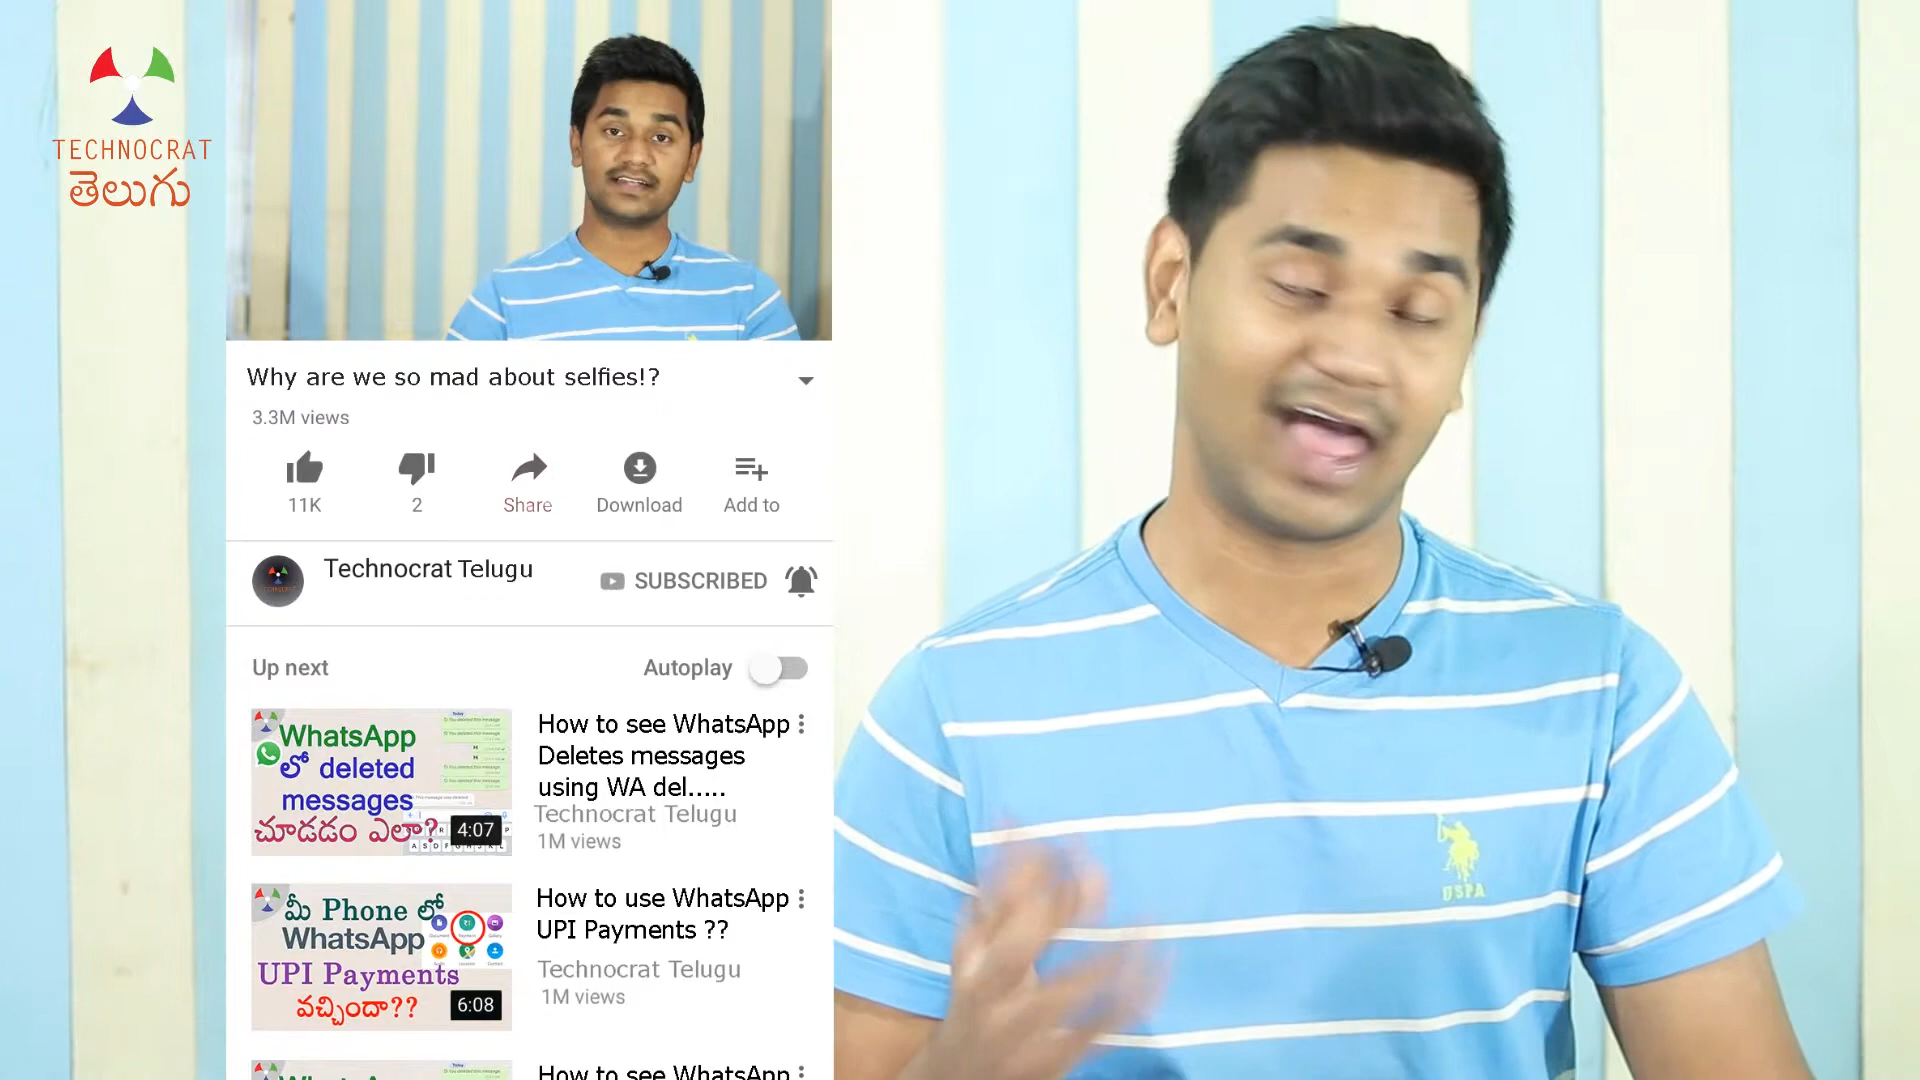 TECHNOCRAT
తెలుగు
Why are we so mad about selfies!?
3.3M views
11K
2
Share
Download
Add to
Technocrat Telugu
SUBSCRIBED
Up next
Autoplay
WhatsApp
లో deleted
messages
చూడడం ఎలా?
4:07
How to see WhatsApp
Deletes messages
using WA del.....
Technocrat Telugu
1M views
మీ Phone లో
WhatsApp
UPI Payments
వచ్చిందా??
6:08
How to use WhatsApp
UPI Payments ??
Technocrat Telugu
1M views
WhatsApp
How to see WhatsApp
USPA